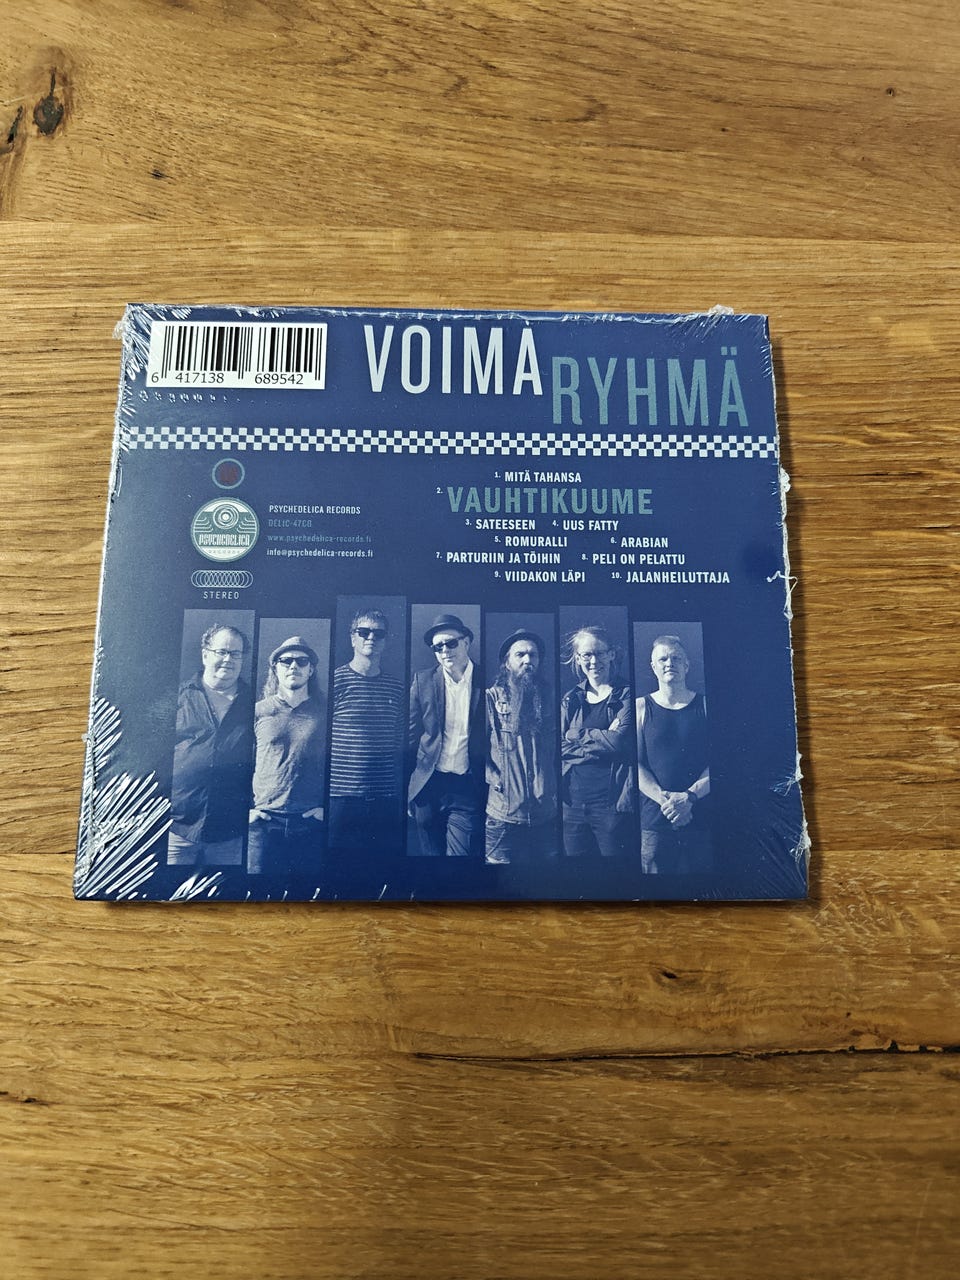 VOIMA
RYHMÄ
6 417138 689542
1. MITÄ TAHANSA
2. VAUHTIKUUME
3. SATEESEEN 4. UUS FATTY
5. ROMURALLI 6. ARABIAN
7. PARTURIIN JA TÖIHIN 8. PELI ON PELATTU
9. VIIDAKON LÄPI 10. JALANHEILUTTAJA
PSYCHEDELICA RECORDS
DELIC-47CD
www.psychedelica-records.fi
info@psychedelica-records.fi
PSYCHEDELICA
RECORDS
STEREO